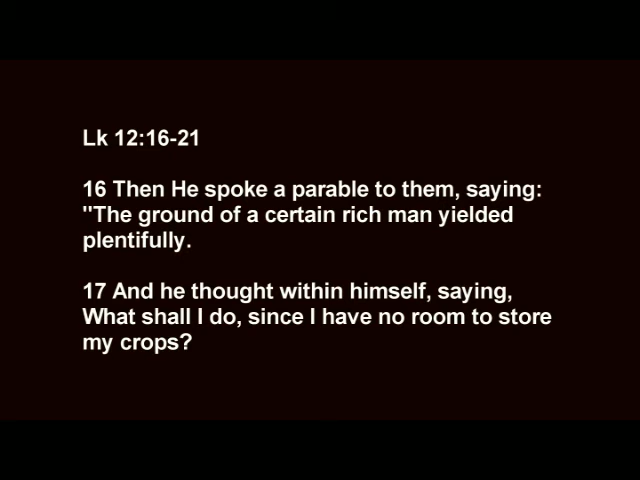 Lk 12:16-21
16 Then He spoke a parable to them, saying:
"The ground of a certain rich man yielded
plentifully.
17 And he thought within himself, saying,
What shall I do, since I have no room to store
my crops?